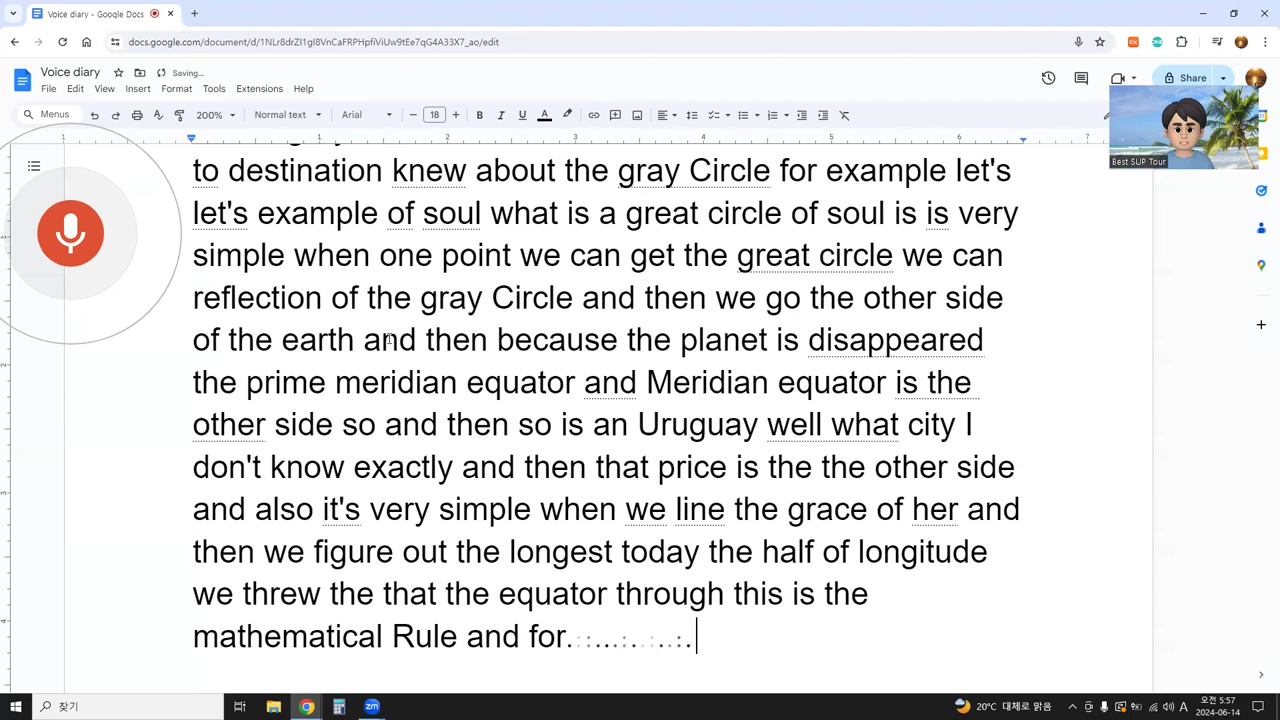 Voice diary - Google Docs
docs.google.com/document/d/1NLr8drZI1gI8VnCaFRPHpfiViUw9tEe7qG4A33X7_ao/edit
Voice diary
Saving...
File Edit View Insert Format Tools Extensions Help
Share
Menus
200%
Normal text
Arial
18
Best SUP Tour
to destination knew about the gray Circle for example let's
let's example of soul what is a great circle of soul is is very
simple when one point we can get the great circle we can
reflection of the gray Circle and then we go the other side
of the earth and then because the planet is disappeared
the prime meridian equator and Meridian equator is the
other side so and then so is an Uruguay well what city I
don't know exactly and then that price is the the other side
and also it's very simple when we line the grace of her and
then we figure out the longest today the half of longitude
we threw the that the equator through this is the
mathematical Rule and for
찾기
20°C 대체로 맑음
A
오전 5:57
2024-06-14